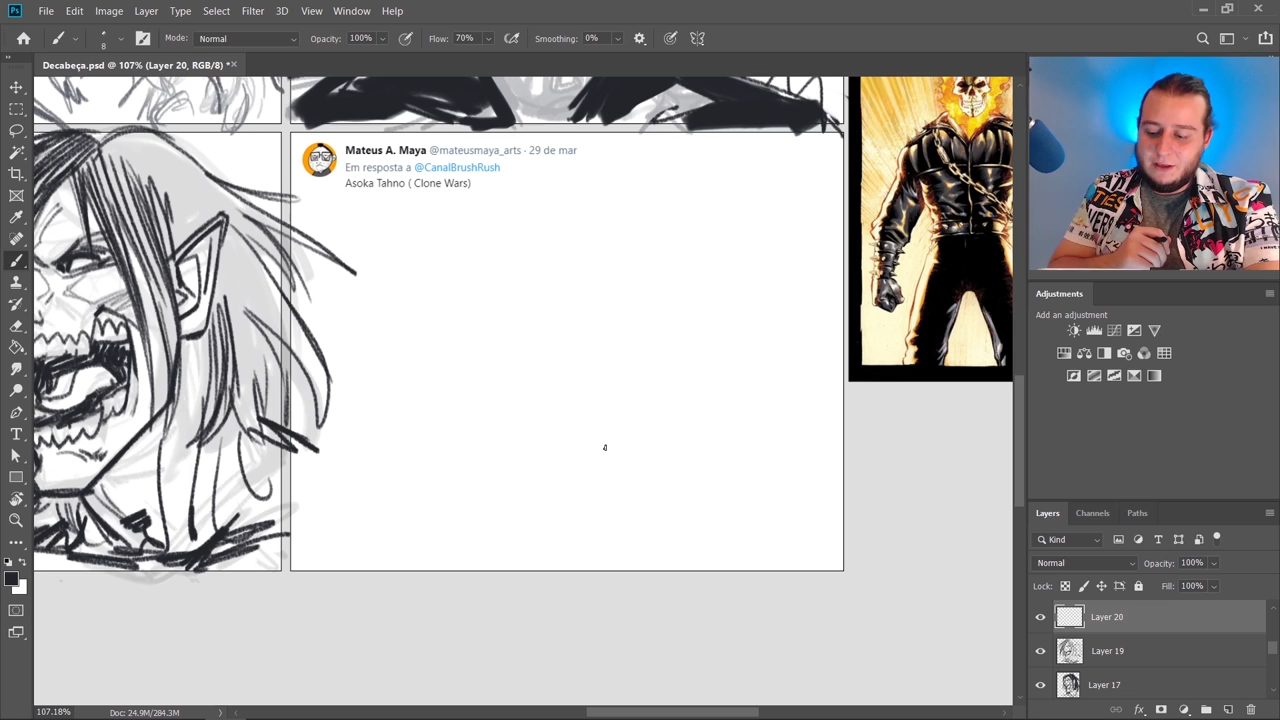 Ps File Edit Image Layer Type Select Filter 3D View Window Help
8 Mode: Normal Opacity: 100% Flow: 70% Smoothing: 0%
Decabeça.psd @ 107% (Layer 20, RGB/8) *
Mateus A. Maya @mateusmaya_arts · 29 de mar
Em resposta a @CanalBrushRush
Asoka Tahno ( Clone Wars)
Adjustments
Add an adjustment
Layers Channels Paths
Kind
Normal Opacity: 100%
Lock: Fill: 100%
Layer 20
Layer 19
Layer 17
107.18% Doc: 24.9M/284.3M